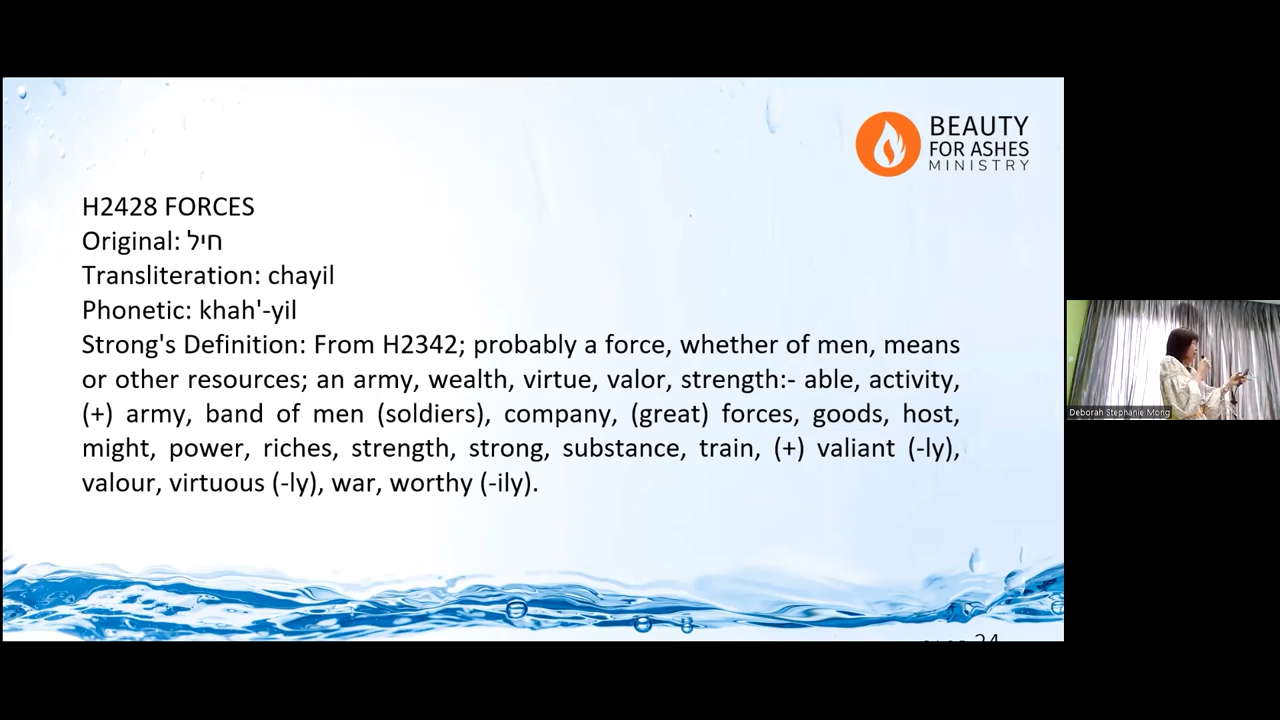 BEAUTY
FOR ASHES
MINISTRY
H2428 FORCES
Original: חיל
Transliteration: chayil
Phonetic: khah'-yil
Strong's Definition: From H2342; probably a force, whether of men, means
or other resources; an army, wealth, virtue, valor, strength:- able, activity,
(+) army, band of men (soldiers), company, (great) forces, goods, host,
might, power, riches, strength, strong, substance, train, (+) valiant (-ly),
valour, virtuous (-ly), war, worthy (-ily).
Deborah Stephanie Mong